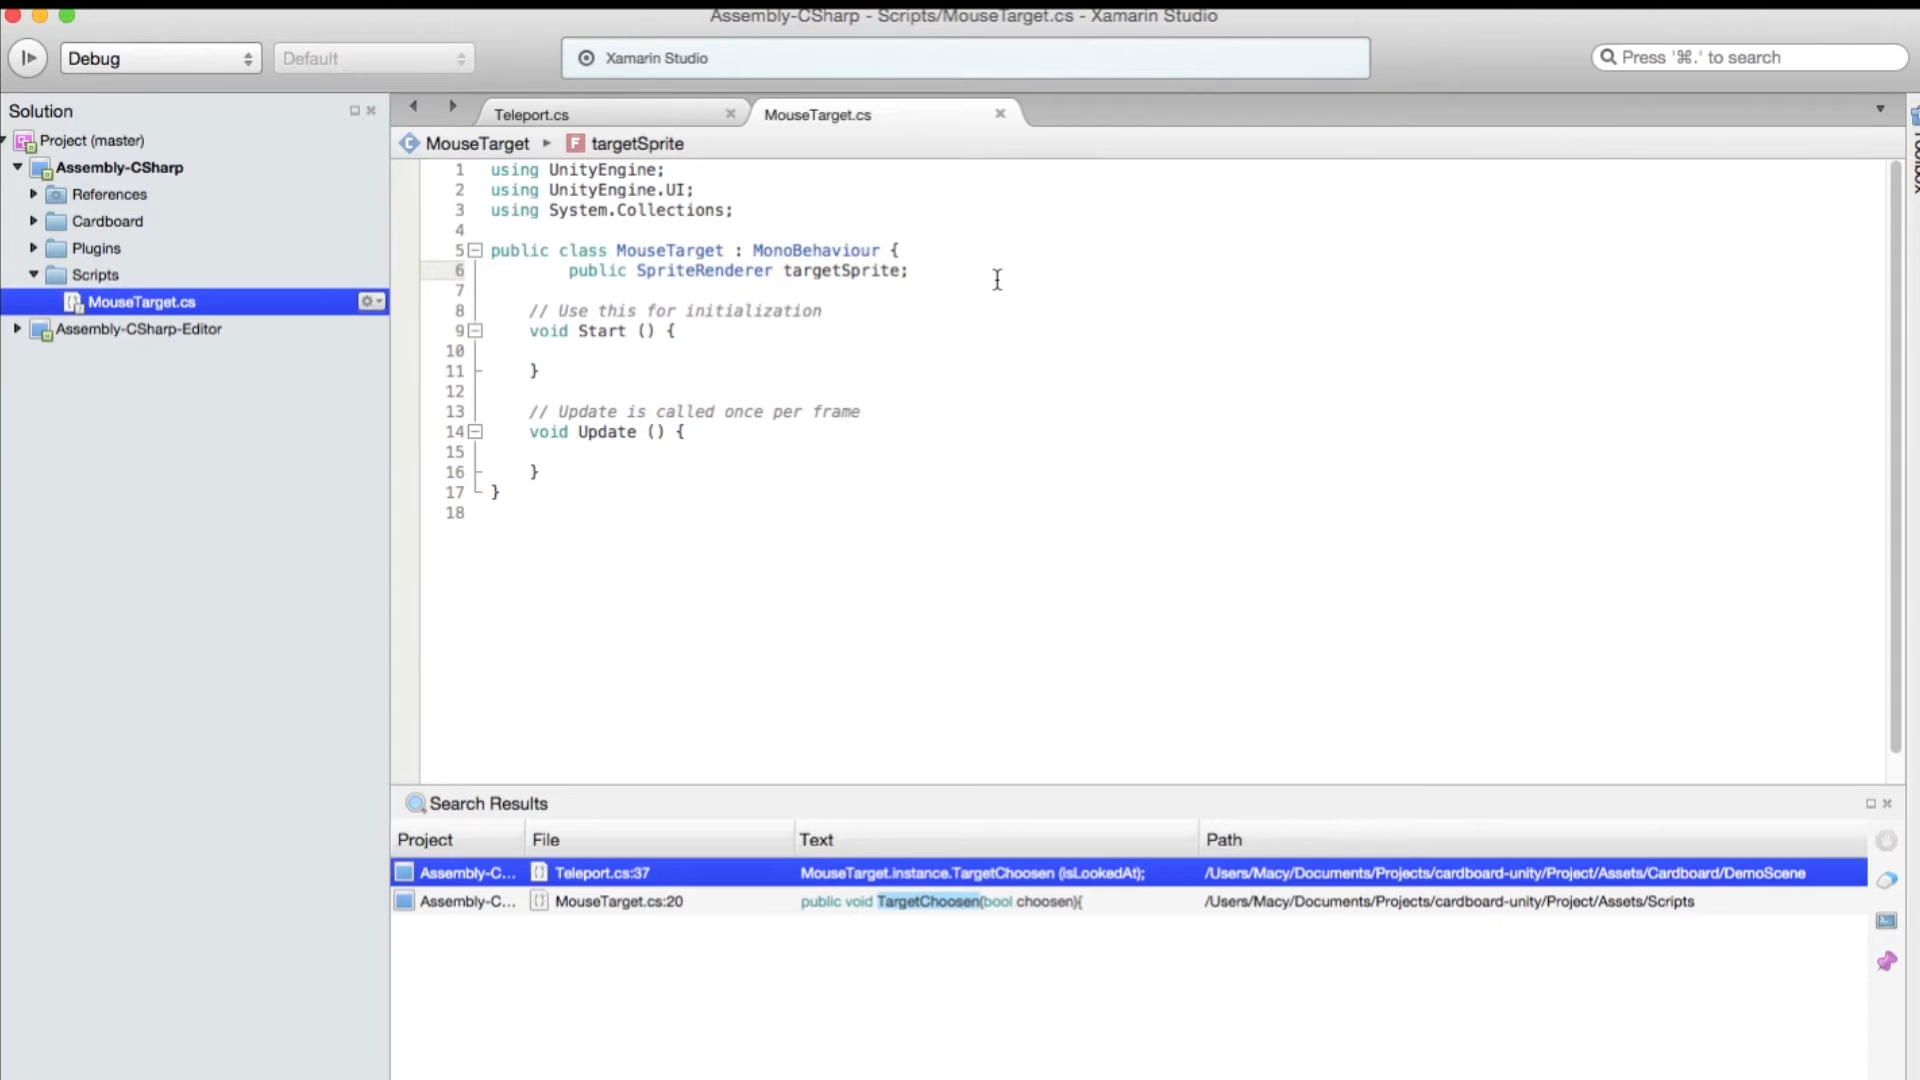 Assembly-CSharp - Scripts/MouseTarget.cs - Xamarin Studio
Debug
Default
Xamarin Studio
Press '⌘.' to search
Solution
Project (master)
Assembly-CSharp
References
Cardboard
Plugins
Scripts
MouseTarget.cs
Assembly-CSharp-Editor
Teleport.cs
MouseTarget.cs
MouseTarget
F targetSprite
1 using UnityEngine;
2 using UnityEngine.UI;
3 using System.Collections;
4
5 public class MouseTarget : MonoBehaviour {
6 public SpriteRenderer targetSprite;
7
8 // Use this for initialization
9 void Start () {
10
11 }
12
13 // Update is called once per frame
14 void Update () {
15
16 }
17 }
18
Search Results
Project File Text Path
Assembly-C... Teleport.cs:37 MouseTarget.instance.TargetChoosen (isLookedAt); /Users/Macy/Documents/Projects/cardboard-unity/Project/Assets/Cardboard/DemoScene
Assembly-C... MouseTarget.cs:20 public void TargetChoosen(bool choosen){ /Users/Macy/Documents/Projects/cardboard-unity/Project/Assets/Scripts